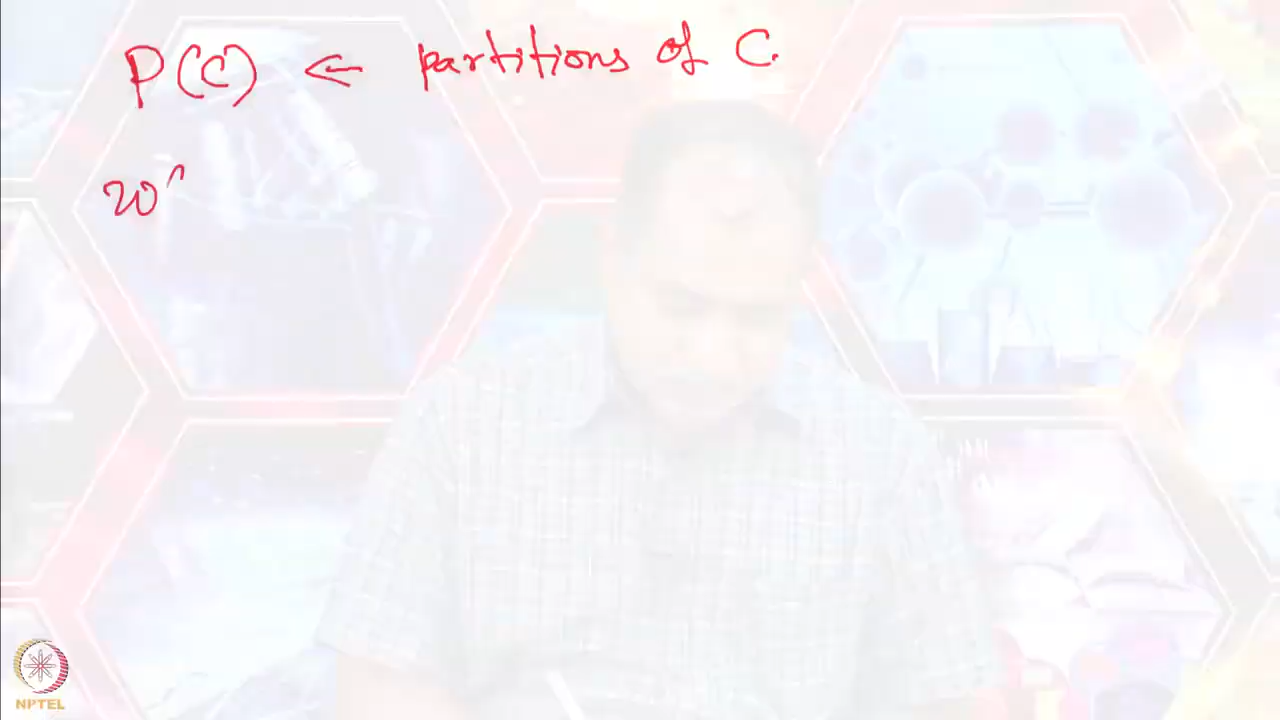 P(C) ← partitions of C.
NPTEL